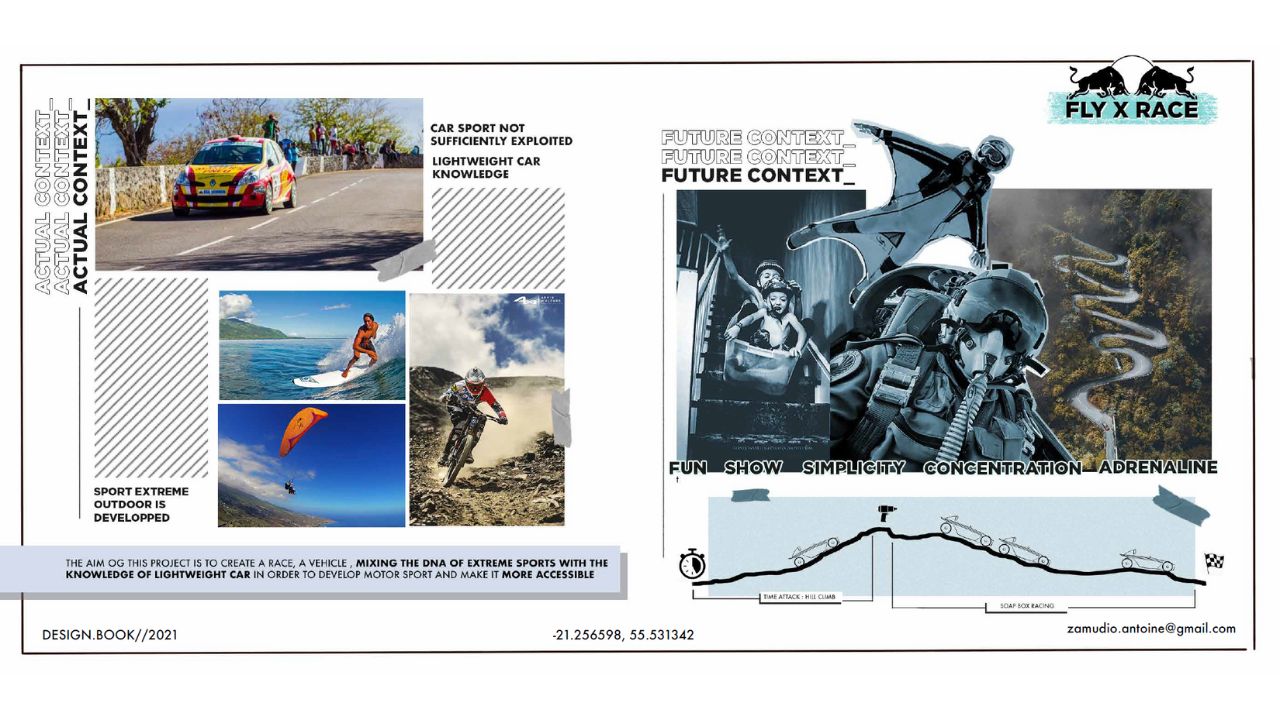 ACTUAL CONTEXT_
ACTUAL CONTEXT_
ACTUAL CONTEXT_
CAR SPORT NOT
SUFFICIENTLY EXPLOITED
LIGHTWEIGHT CAR
KNOWLEDGE
SPORT EXTREME
OUTDOOR IS
DEVELOPPED
THE AIM OG THIS PROJECT IS TO CREATE A RACE, A VEHICLE , MIXING THE DNA OF EXTREME SPORTS WITH THE
KNOWLEDGE OF LIGHTWEIGHT CAR IN ORDER TO DEVELOP MOTOR SPORT AND MAKE IT MORE ACCESSIBLE
FLY X RACE
FUTURE CONTEXT_
FUTURE CONTEXT_
FUTURE CONTEXT_
FUN SHOW SIMPLICITY CONCENTRATION ADRENALINE
TIME ATTACK : HILL CLIMB
SOAP BOX RACING
DESIGN.BOOK//2021
-21.256598, 55.531342
zamudio.antoine@gmail.com